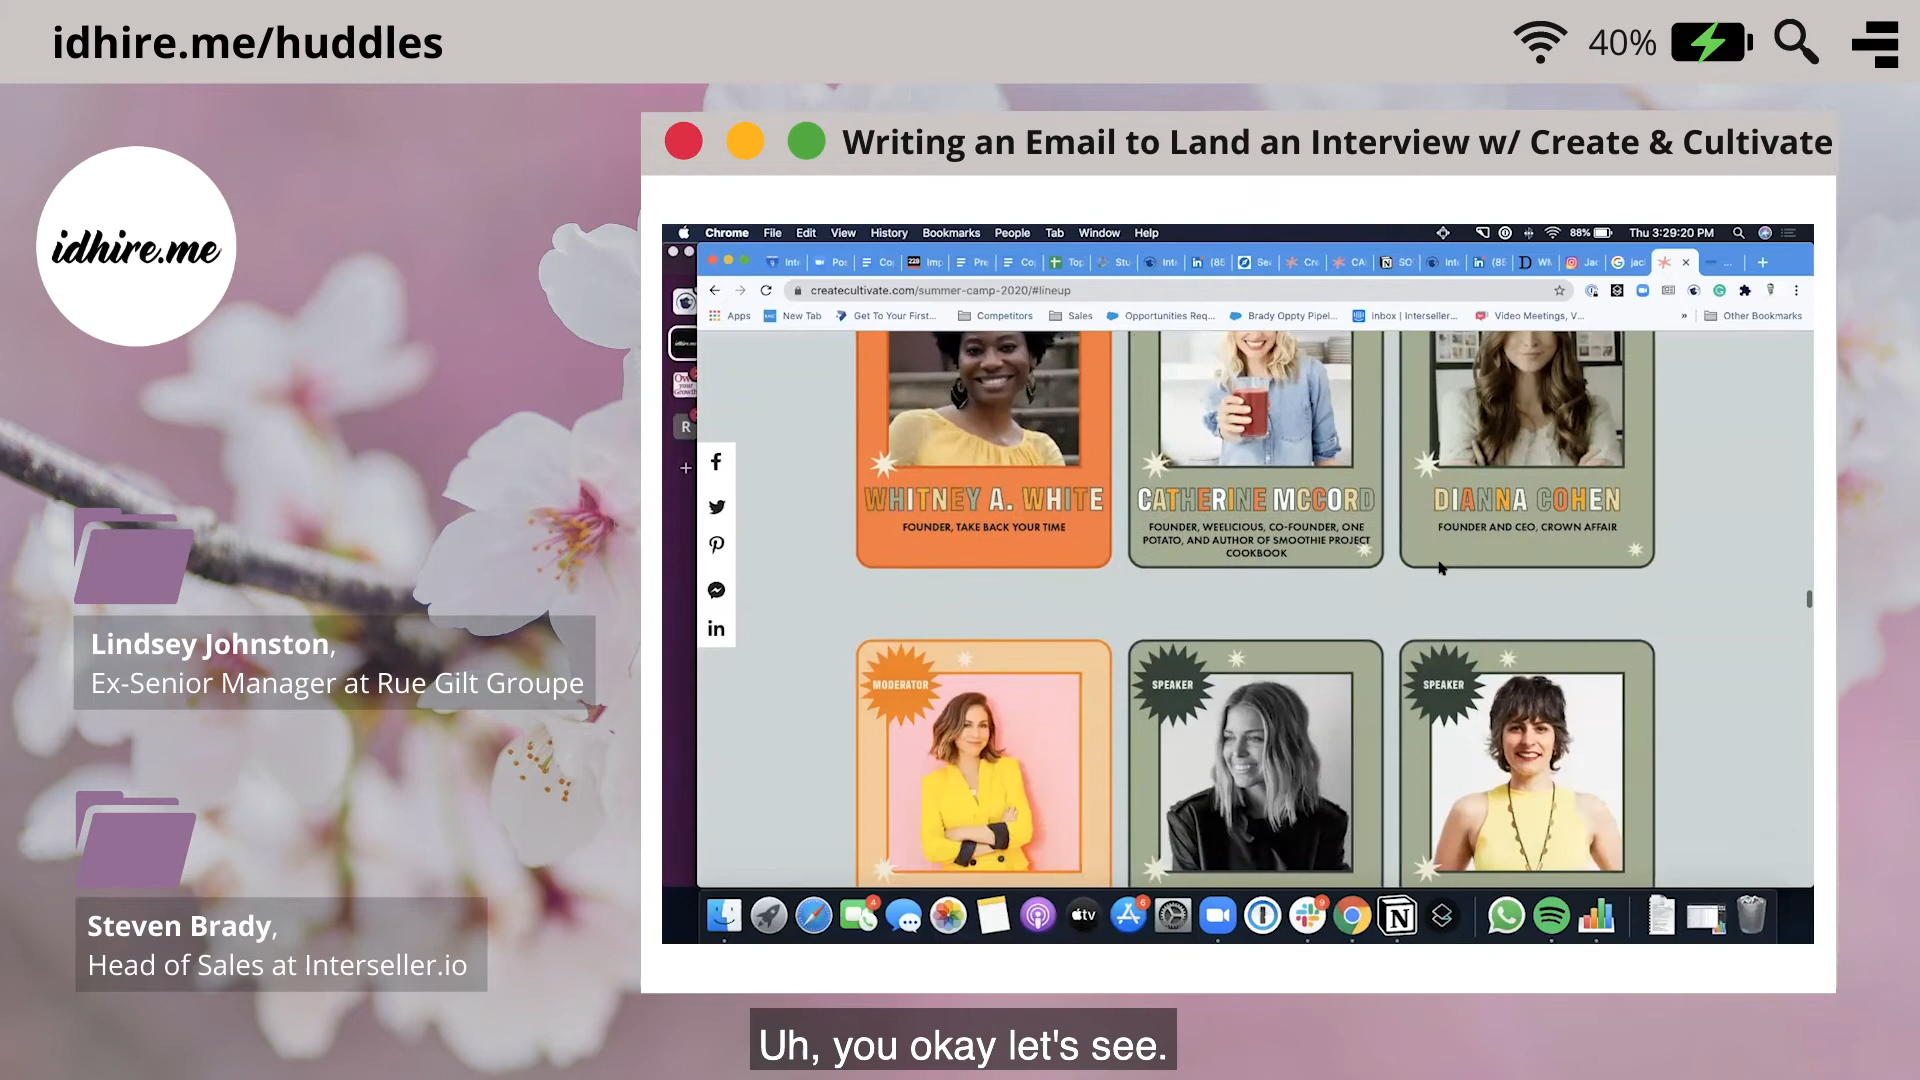 idhire.me/huddles
40%
Writing an Email to Land an Interview w/ Create & Cultivate
idhire.me
Chrome File Edit View History Bookmarks People Tab Window Help
88% Thu 3:29:20 PM
createcultivate.com/summer-camp-2020/#lineup
Apps New Tab Get To Your First... Competitors Sales Opportunities Req... Brady Oppty Pipel... Inbox | Interseller... Video Meetings, V... » Other Bookmarks
R
WHITNEY A. WHITE
FOUNDER, TAKE BACK YOUR TIME
CATHERINE MCCORD
FOUNDER, WEELICIOUS, CO-FOUNDER, ONE
POTATO, AND AUTHOR OF SMOOTHIE PROJECT
COOKBOOK
DIANNA COHEN
FOUNDER AND CEO, CROWN AFFAIR
MODERATOR
SPEAKER
SPEAKER
Lindsey Johnston,
Ex-Senior Manager at Rue Gilt Groupe
Steven Brady,
Head of Sales at Interseller.io
Uh, you okay let's see.